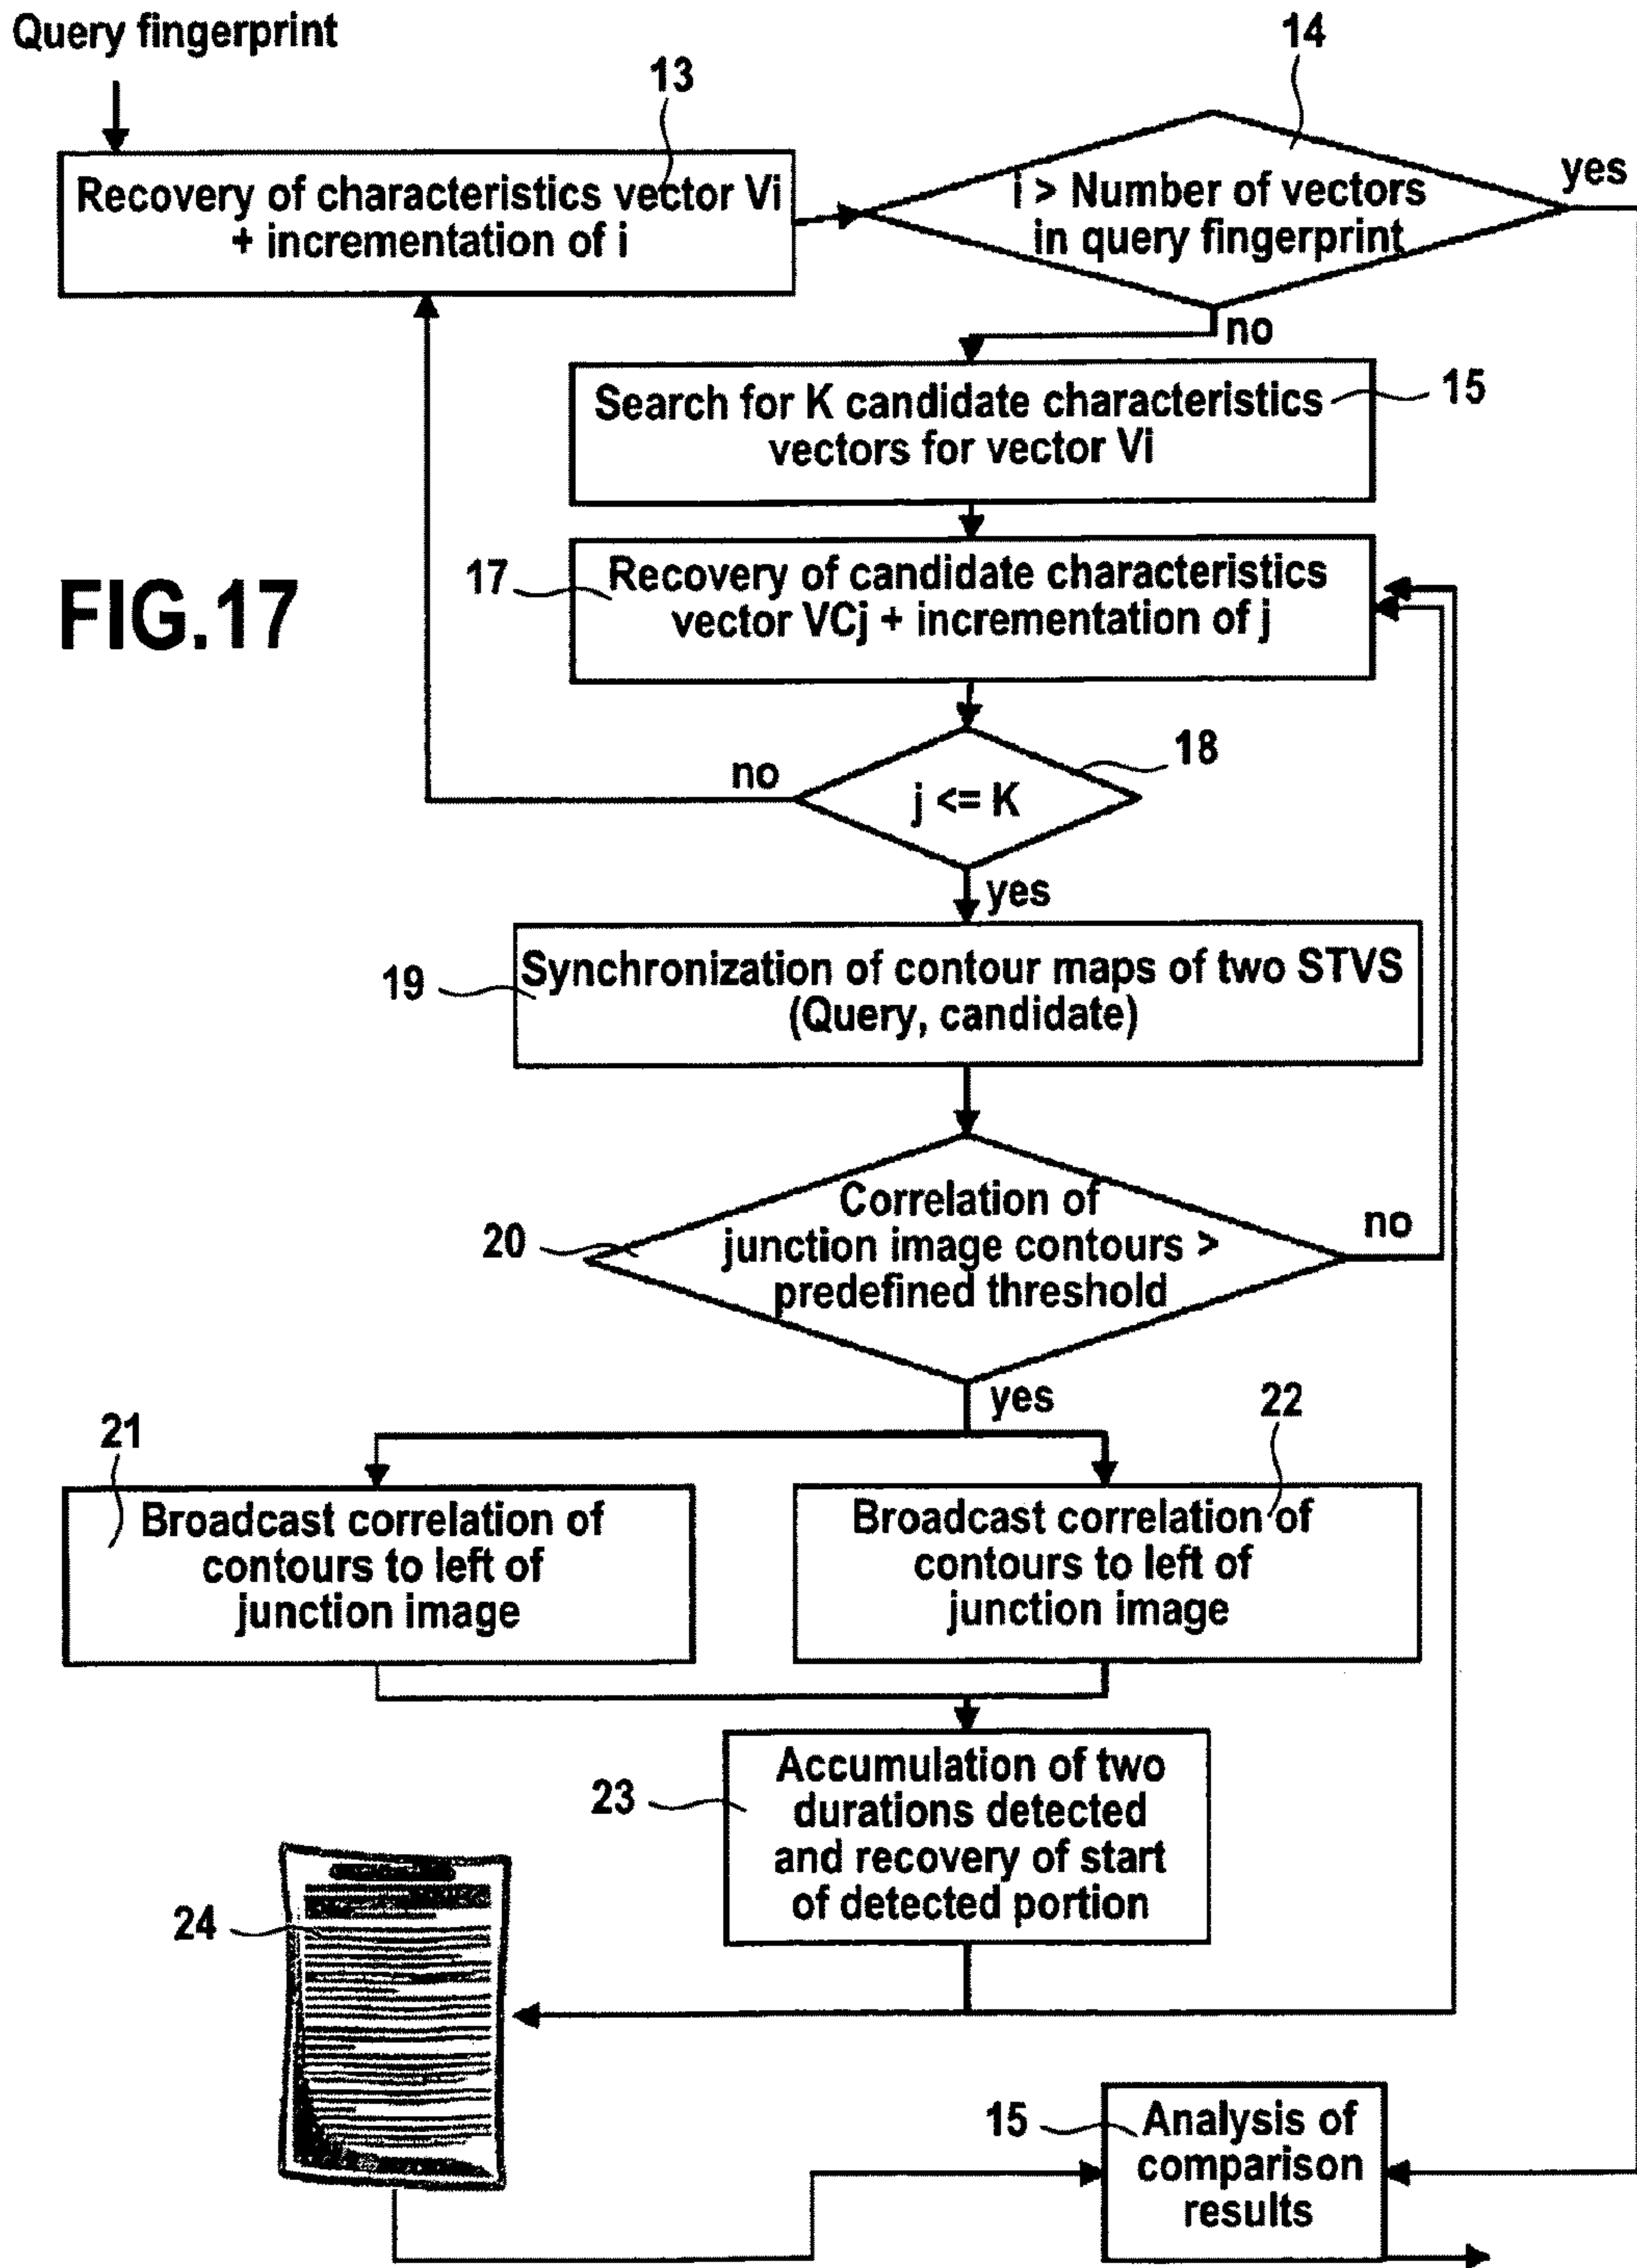 Query fingerprint
13
14
Recovery of characteristics vector Vi
+ incrementation of i
i > Number of vectors
in query fingerprint
yes
no
Search for K candidate characteristics
vectors for vector Vi
15
FIG.17
17
Recovery of candidate characteristics
vector VCj + incrementation of j
18
no
j <= K
yes
19
Synchronization of contour maps of two STVS
(Query, candidate)
20
Correlation of
junction image contours >
predefined threshold
no
yes
21
22
Broadcast correlation of
contours to left of
junction image
Broadcast correlation of
contours to left of
junction image
23
Accumulation of two
durations detected
and recovery of start
of detected portion
24
15
Analysis of
comparison
results